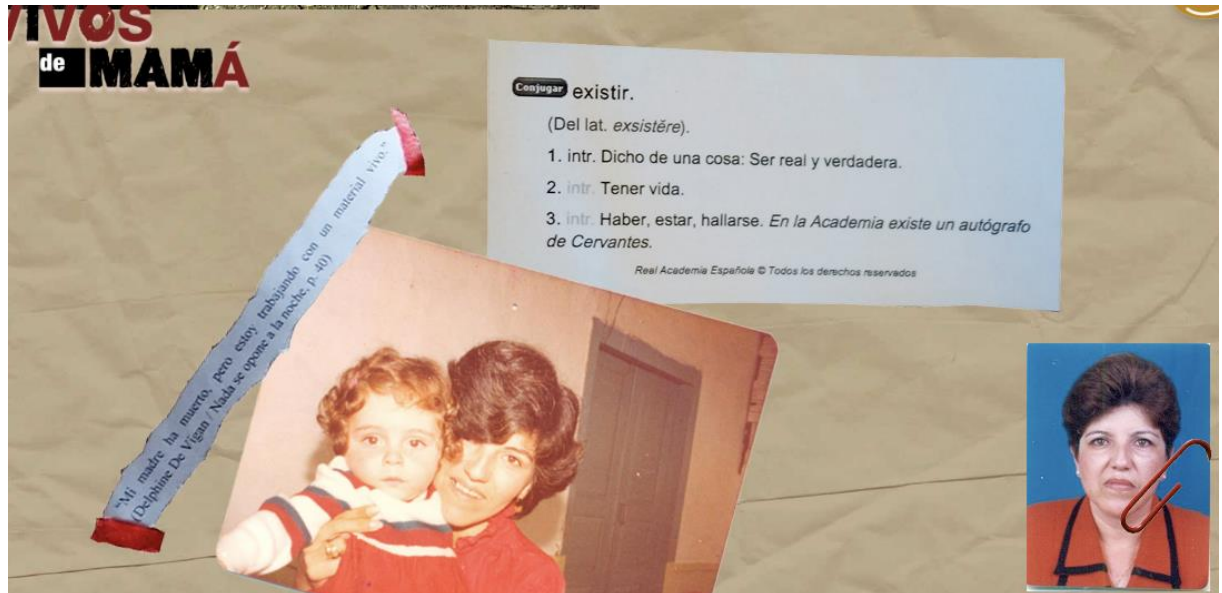 VIVOS
de MAMÁ
Conjugar existir.
(Del lat. exsistĕre).
1. intr. Dicho de una cosa: Ser real y verdadera.
2. intr. Tener vida.
3. intr. Haber, estar, hallarse. En la Academia existe un autógrafo
de Cervantes.
Real Academia Española © Todos los derechos reservados
“Mi madre ha muerto, pero estoy trabajando con un material vivo.”
(Delphine De Vigan / Nada se opone a la noche, p. 40)